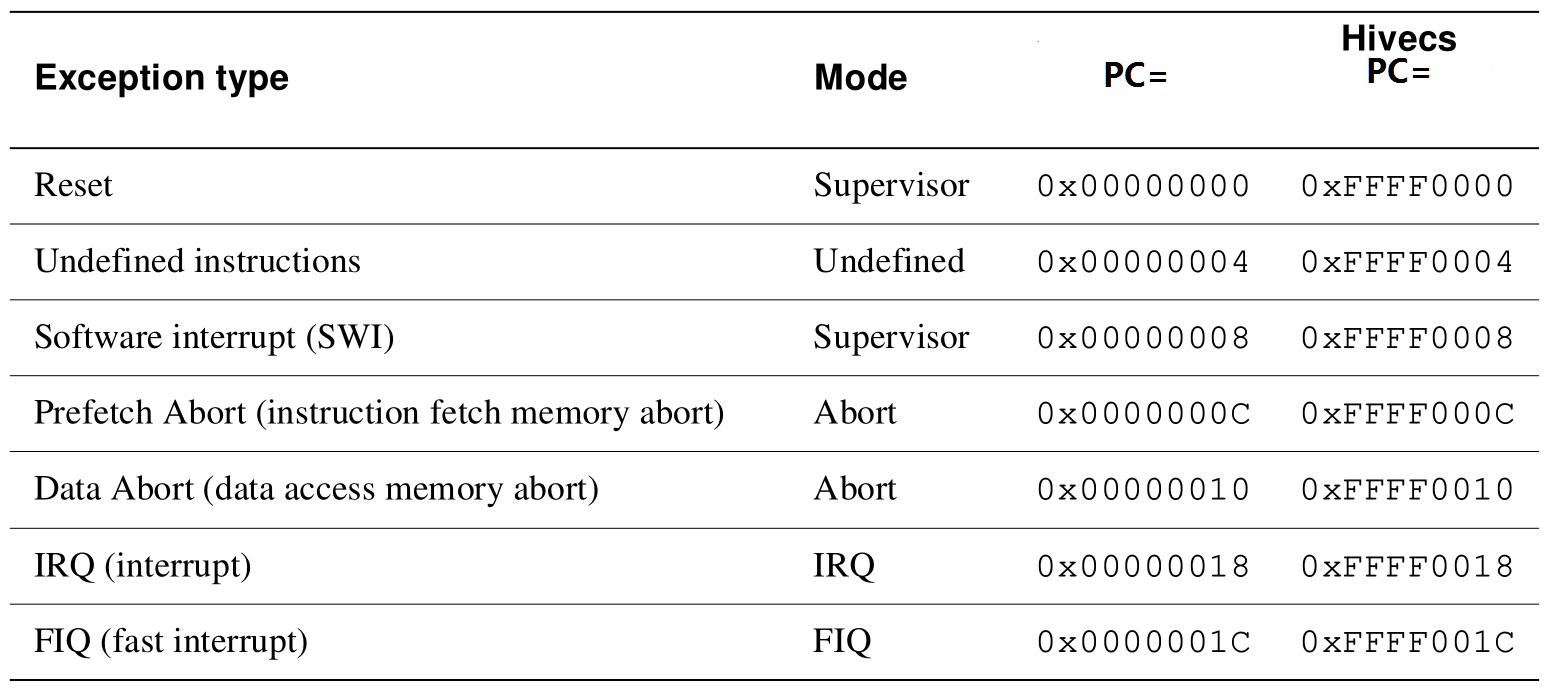 Exception type Mode PC= Hivecs PC=
Reset Supervisor 0x00000000 0xFFFF0000
Undefined instructions Undefined 0x00000004 0xFFFF0004
Software interrupt (SWI) Supervisor 0x00000008 0xFFFF0008
Prefetch Abort (instruction fetch memory abort) Abort 0x0000000C 0xFFFF000C
Data Abort (data access memory abort) Abort 0x00000010 0xFFFF0010
IRQ (interrupt) IRQ 0x00000018 0xFFFF0018
FIQ (fast interrupt) FIQ 0x0000001C 0xFFFF001C